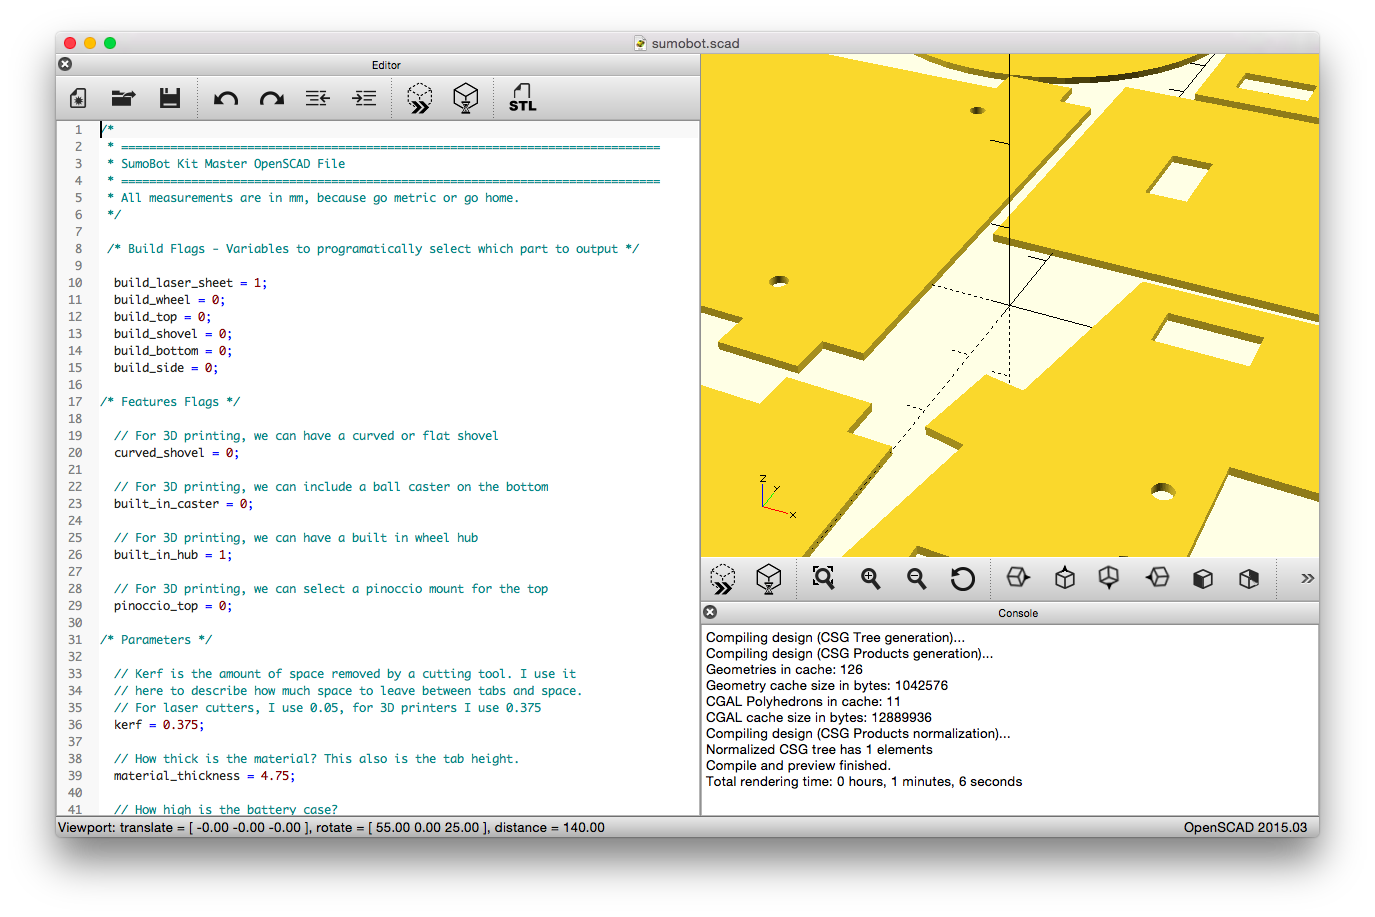 sumobot.scad
Editor
STL
1 /*
2 * =============================================================================
3 * SumoBot Kit Master OpenSCAD File
4 * =============================================================================
5 * All measurements are in mm, because go metric or go home.
6 */
7
8 /* Build Flags - Variables to programatically select which part to output */
9
10 build_laser_sheet = 1;
11 build_wheel = 0;
12 build_top = 0;
13 build_shovel = 0;
14 build_bottom = 0;
15 build_side = 0;
16
17 /* Features Flags */
18
19 // For 3D printing, we can have a curved or flat shovel
20 curved_shovel = 0;
21
22 // For 3D printing, we can include a ball caster on the bottom
23 built_in_caster = 0;
24
25 // For 3D printing, we can have a built in wheel hub
26 built_in_hub = 1;
27
28 // For 3D printing, we can select a pinoccio mount for the top
29 pinoccio_top = 0;
30
31 /* Parameters */
32
33 // Kerf is the amount of space removed by a cutting tool. I use it
34 // here to describe how much space to leave between tabs and space.
35 // For laser cutters, I use 0.05, for 3D printers I use 0.375
36 kerf = 0.375;
37
38 // How thick is the material? This also is the tab height.
39 material_thickness = 4.75;
40
41 // How high is the battery case?
Z
Y
X
Console
Compiling design (CSG Tree generation)...
Compiling design (CSG Products generation)...
Geometries in cache: 126
Geometry cache size in bytes: 1042576
CGAL Polyhedrons in cache: 11
CGAL cache size in bytes: 12889936
Compiling design (CSG Products normalization)...
Normalized CSG tree has 1 elements
Compile and preview finished.
Total rendering time: 0 hours, 1 minutes, 6 seconds
Viewport: translate = [ -0.00 -0.00 -0.00 ], rotate = [ 55.00 0.00 25.00 ], distance = 140.00
OpenSCAD 2015.03